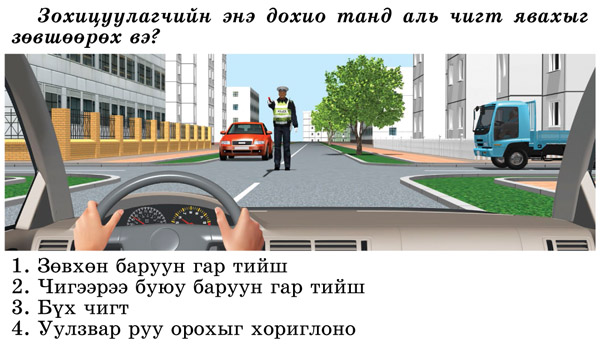 Зохицуулагчийн энэ дохио танд аль чигт явахыг
зөвшөөрөх вэ?
1. Зөвхөн баруун гар тийш
2. Чигээрээ буюу баруун гар тийш
3. Бүх чигт
4. Уулзвар руу орохыг хориглоно